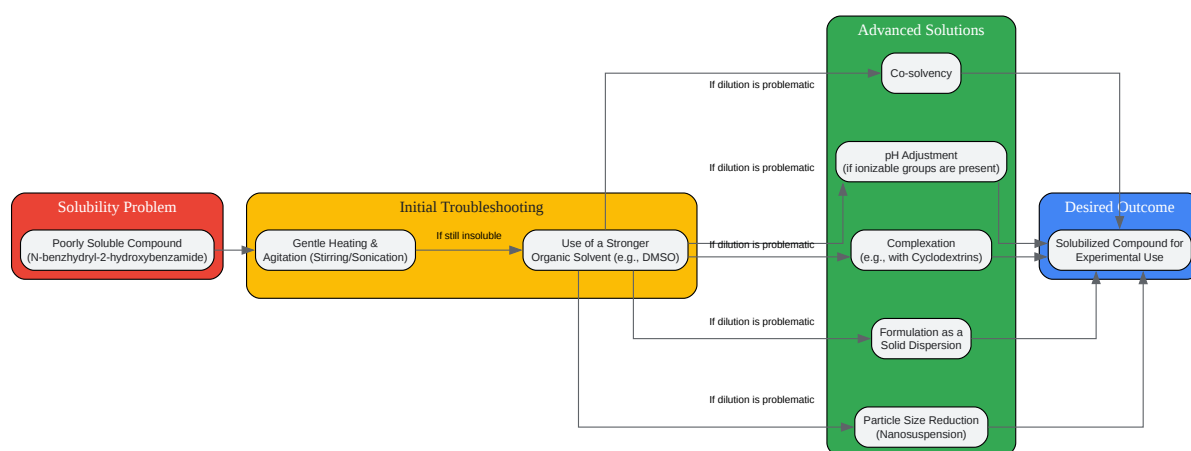 Solubility Problem
Poorly Soluble Compound
(N-benzhydryl-2-hydroxybenzamide)
Initial Troubleshooting
Gentle Heating &
Agitation (Stirring/Sonication)
If still insoluble
Use of a Stronger
Organic Solvent (e.g., DMSO)
If dilution is problematic
If dilution is problematic
If dilution is problematic
If dilution is problematic
If dilution is problematic
Advanced Solutions
Co-solvency
pH Adjustment
(if ionizable groups are present)
Complexation
(e.g., with Cyclodextrins)
Formulation as a
Solid Dispersion
Particle Size Reduction
(Nanosuspension)
Desired Outcome
Solubilized Compound for
Experimental Use